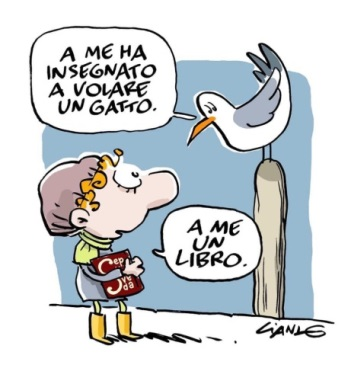 A ME HA
INSEGNATO
A VOLARE
UN GATTO.
A ME
UN
LIBRO.